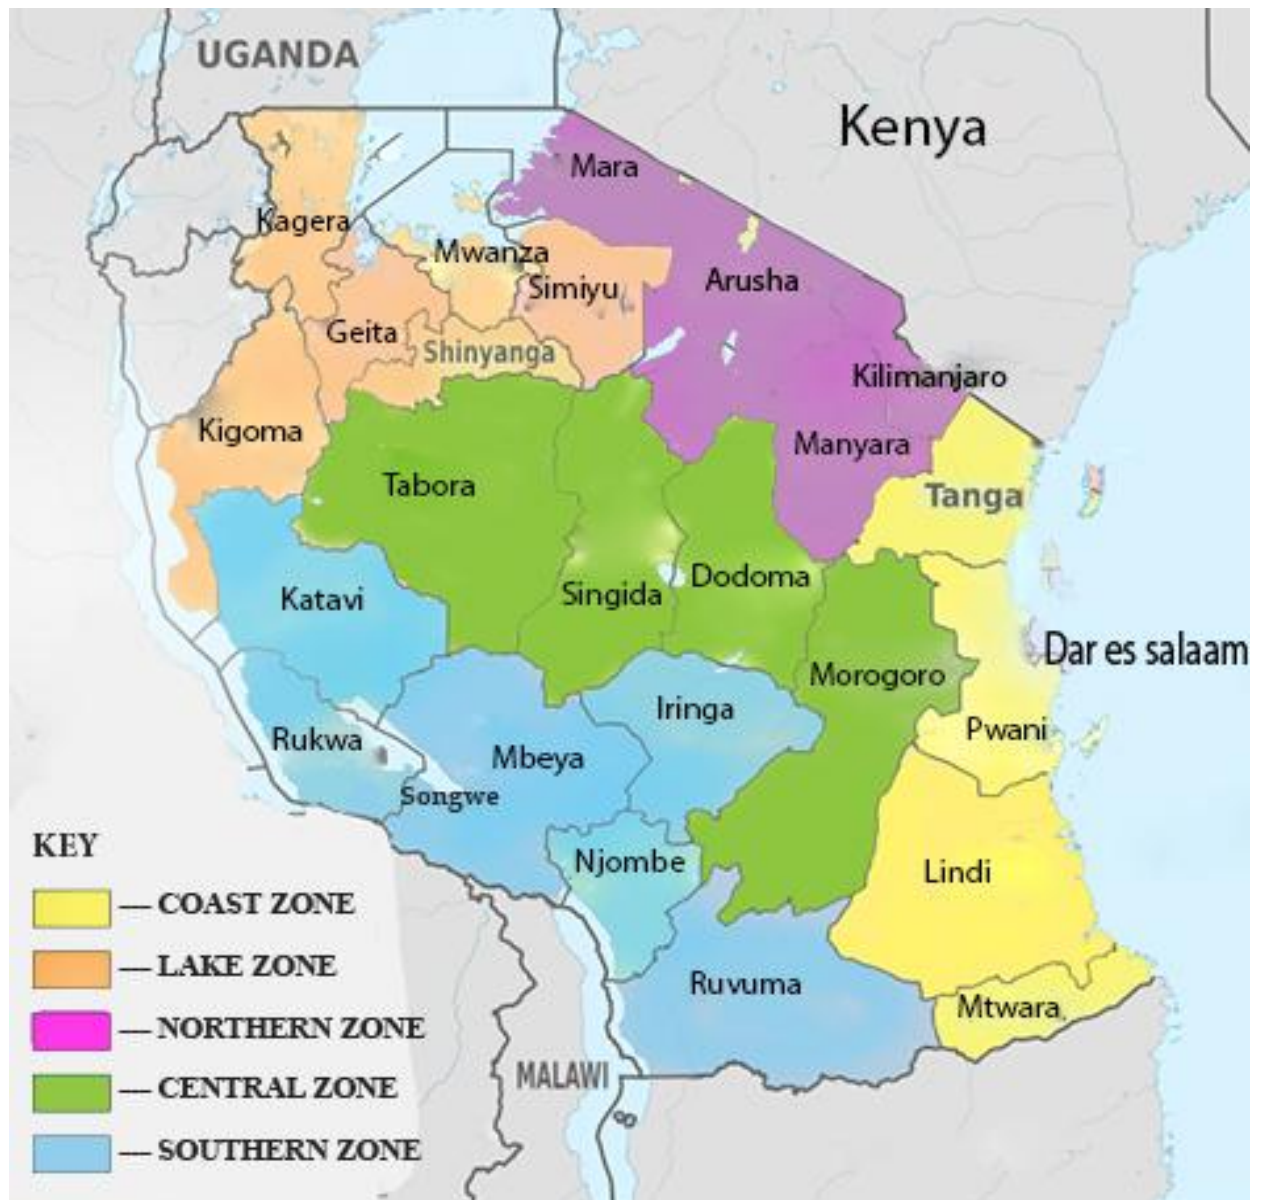 UGANDA
Kenya
Mara
Kagera
Mwanza
Simiyu
Arusha
Geita
Shinyanga
Kilimanjaro
Kigoma
Manyara
Tabora
Tanga
Katavi
Singida
Dodoma
Dar es salaam
Morogoro
Iringa
Pwani
Rukwa
Mbeya
Songwe
Njombe
Lindi
Ruvuma
Mtwara
MALAWI
KEY
— COAST ZONE
— LAKE ZONE
— NORTHERN ZONE
— CENTRAL ZONE
— SOUTHERN ZONE